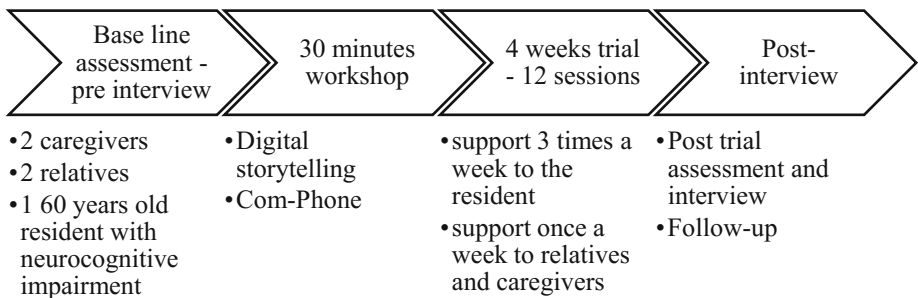 Base line
assessment -
pre interview
30 minutes
workshop
4 weeks trial
- 12 sessions
Post-
interview
•2 caregivers
•2 relatives
•1 60 years old
resident with
neurocognitive
impairment
•Digital
storytelling
•Com-Phone
•support 3 times a
week to the
resident
•support once a
week to relatives
and caregivers
•Post trial
assessment and
interview
•Follow-up